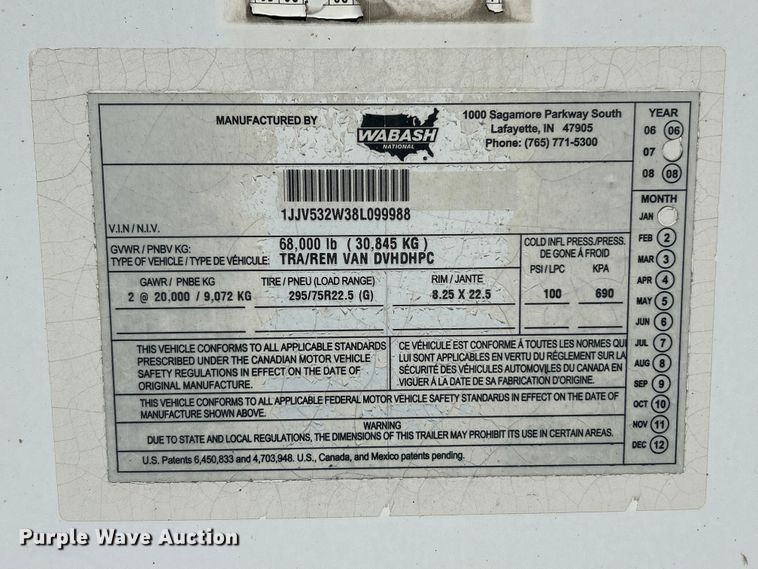 MANUFACTURED BY
WABASH
NATIONAL
1000 Sagamore Parkway South
Lafayette, IN 47905
Phone: (765) 771-5300
YEAR
06 06
07
08 08
1JJV532W38L099988
V.I.N / N.I.V.
GVWR / PNBV KG: 68,000 lb ( 30,845 KG )
TYPE OF VEHICLE / TYPE DE VÉHICULE: TRA/REM VAN DVHDHPC
COLD INFL PRESS./PRESS.
DE GONE À FROID
PSI / LPC KPA
100 690
GAWR / PNBE KG TIRE / PNEU (LOAD RANGE) RIM / JANTE
2 @ 20,000 / 9,072 KG 295/75R22.5 (G) 8.25 X 22.5
MONTH
JAN
FEB 2
MAR 3
APR 4
MAY 5
JUN 6
JUL 7
AUG 8
SEP 9
OCT 10
NOV 11
DEC 12
THIS VEHICLE CONFORMS TO ALL APPLICABLE STANDARDS
PRESCRIBED UNDER THE CANADIAN MOTOR VEHICLE
SAFETY REGULATIONS IN EFFECT ON THE DATE OF
ORIGINAL MANUFACTURE.
CE VÉHICULE EST CONFORME À TOUTES LES NORMES QUI
LUI SONT APPLICABLES EN VERTU DU RÉGLEMENT SUR LA
SÉCURITÉ DES VÉHICULES AUTOMOVILES DU CANADA EN
VIGUER À LA DATE DE SA FABRICATION D'ORIGINE.
THIS VEHICLE CONFORMS TO ALL APPLICABLE FEDERAL MOTOR VEHICLE SAFETY STANDARDS IN EFFECT ON THE DATE OF
MANUFACTURE SHOWN ABOVE.
WARNING
DUE TO STATE AND LOCAL REGULATIONS, THE DIMENSIONS OF THIS TRAILER MAY PROHIBIT ITS USE IN CERTAIN AREAS.
U.S. Patents 6,450,833 and 4,703,948. U.S., Canada, and Mexico patents pending.
Purple Wave Auction